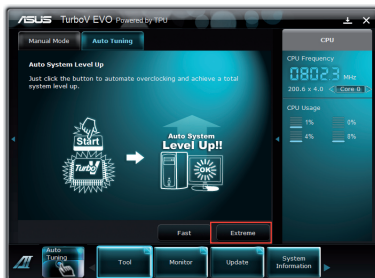 ASUS TurboV EVO Powered by TPU
Manual Mode
Auto Tuning
Auto System Level Up
Just click the button to automate overclocking and achieve a total
system level up.
Start
Turbo!
Auto System
Level Up!!
OK
Fast
Extreme
CPU
CPU Frequency
0802.3 MHz
200.6 x 4.0
Core 0
CPU Usage
1%
0%
4%
8%
Auto
Tuning
Tool
Monitor
Update
System
Information